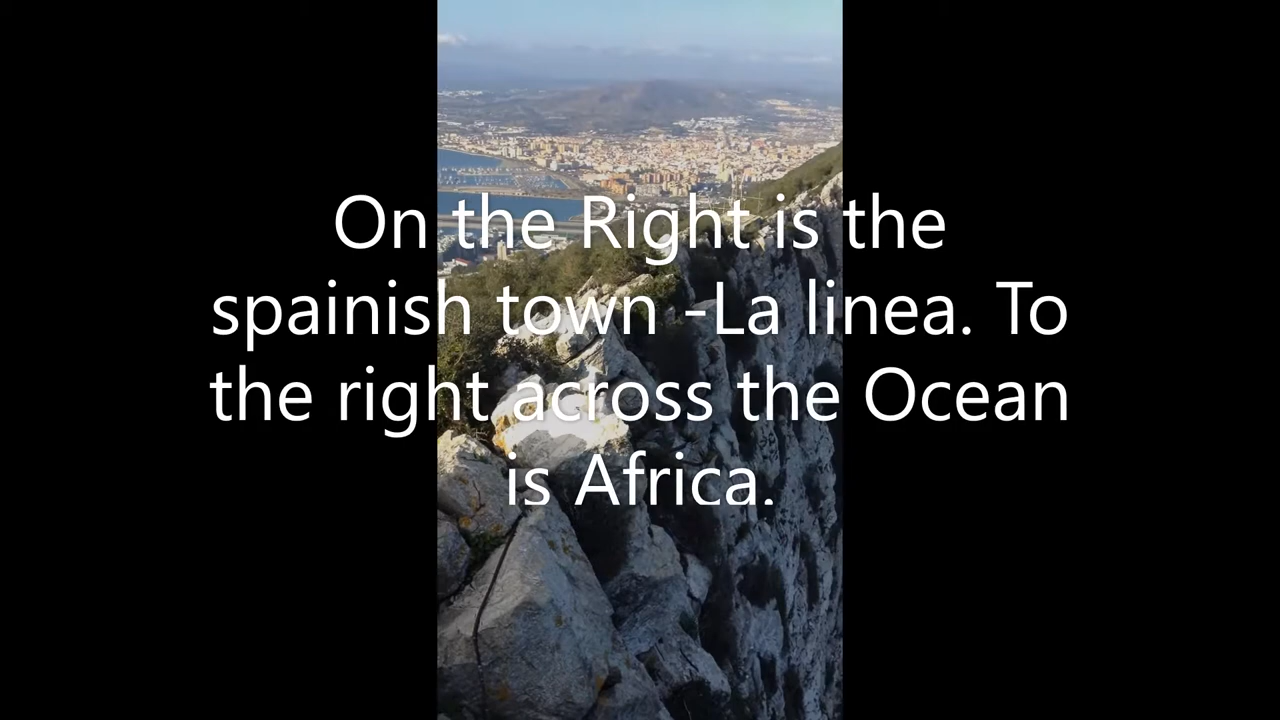 On the Right is the
spainish town -La linea. To
the right across the Ocean
is Africa.